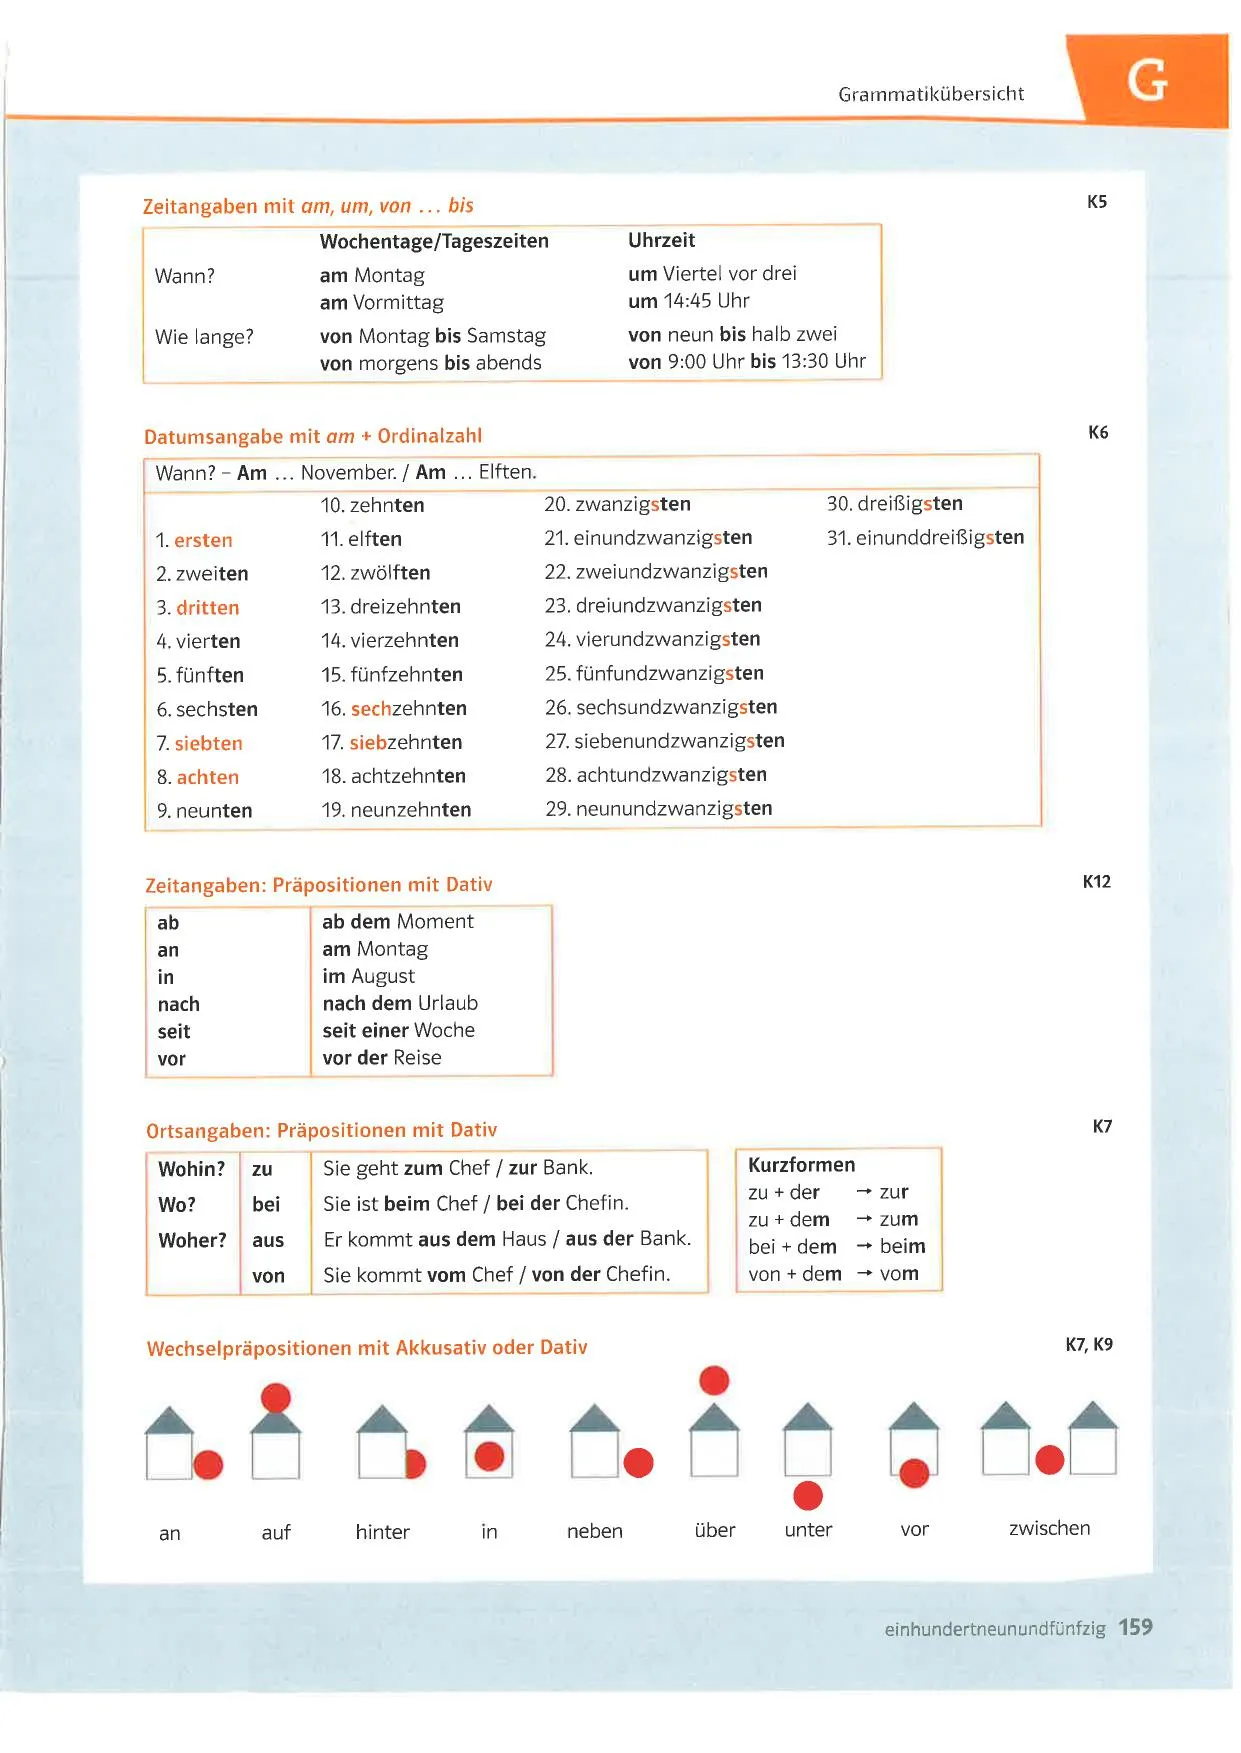 Grammatikübersicht
G
Zeitangaben mit am, um, von ... bis
K5
Wochentage/Tageszeiten Uhrzeit
Wann? am Montag um Viertel vor drei
am Vormittag um 14:45 Uhr
Wie lange? von Montag bis Samstag von neun bis halb zwei
von morgens bis abends von 9:00 Uhr bis 13:30 Uhr
Datumsangabe mit am + Ordinalzahl
K6
Wann? – Am ... November. / Am ... Elften.
10. zehnten 20. zwanzigsten 30. dreißigsten
1. ersten 11. elften 21. einundzwanzigsten 31. einunddreißigsten
2. zweiten 12. zwölften 22. zweiundzwanzigsten
3. dritten 13. dreizehnten 23. dreiundzwanzigsten
4. vierten 14. vierzehnten 24. vierundzwanzigsten
5. fünften 15. fünfzehnten 25. fünfundzwanzigsten
6. sechsten 16. sechzehnten 26. sechsundzwanzigsten
7. siebten 17. siebzehnten 27. siebenundzwanzigsten
8. achten 18. achtzehnten 28. achtundzwanzigsten
9. neunten 19. neunzehnten 29. neunundzwanzigsten
Zeitangaben: Präpositionen mit Dativ
K12
ab ab dem Moment
an am Montag
in im August
nach nach dem Urlaub
seit seit einer Woche
vor vor der Reise
Ortsangaben: Präpositionen mit Dativ
K7
Wohin? zu Sie geht zum Chef / zur Bank.
Wo? bei Sie ist beim Chef / bei der Chefin.
Woher? aus Er kommt aus dem Haus / aus der Bank.
von Sie kommt vom Chef / von der Chefin.
Kurzformen
zu + der → zur
zu + dem → zum
bei + dem → beim
von + dem → vom
Wechselpräpositionen mit Akkusativ oder Dativ
K7, K9
an auf hinter in neben über unter vor zwischen
einhundertneunundfünfzig 159